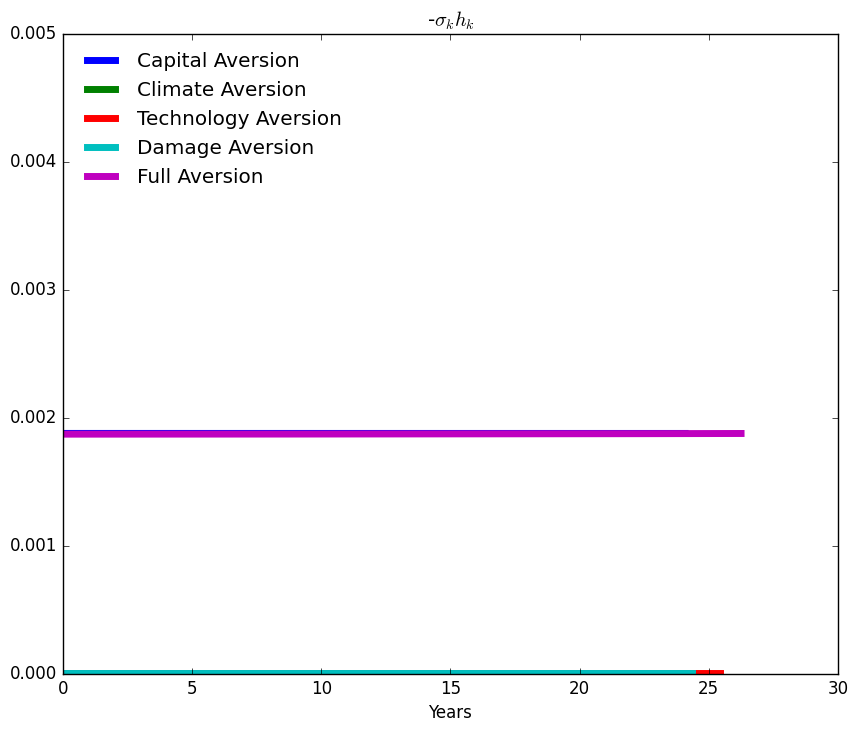 -σₖhₖ
0.005
Capital Aversion
Climate Aversion
Technology Aversion
Damage Aversion
Full Aversion
0.004
0.003
0.002
0.001
0.000
0 5 10 15 20 25 30
Years